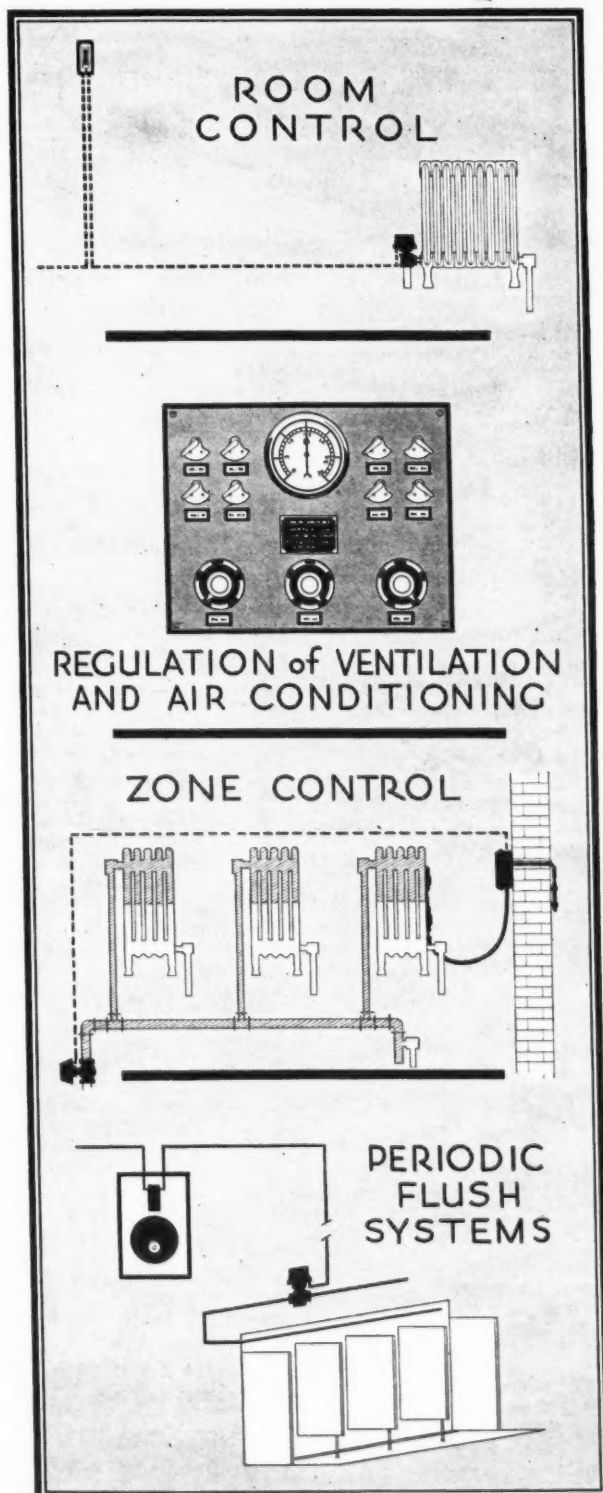 ROOM
CONTROL
REGULATION of VENTILATION
AND AIR CONDITIONING
ZONE CONTROL
PERIODIC
FLUSH
SYSTEMS